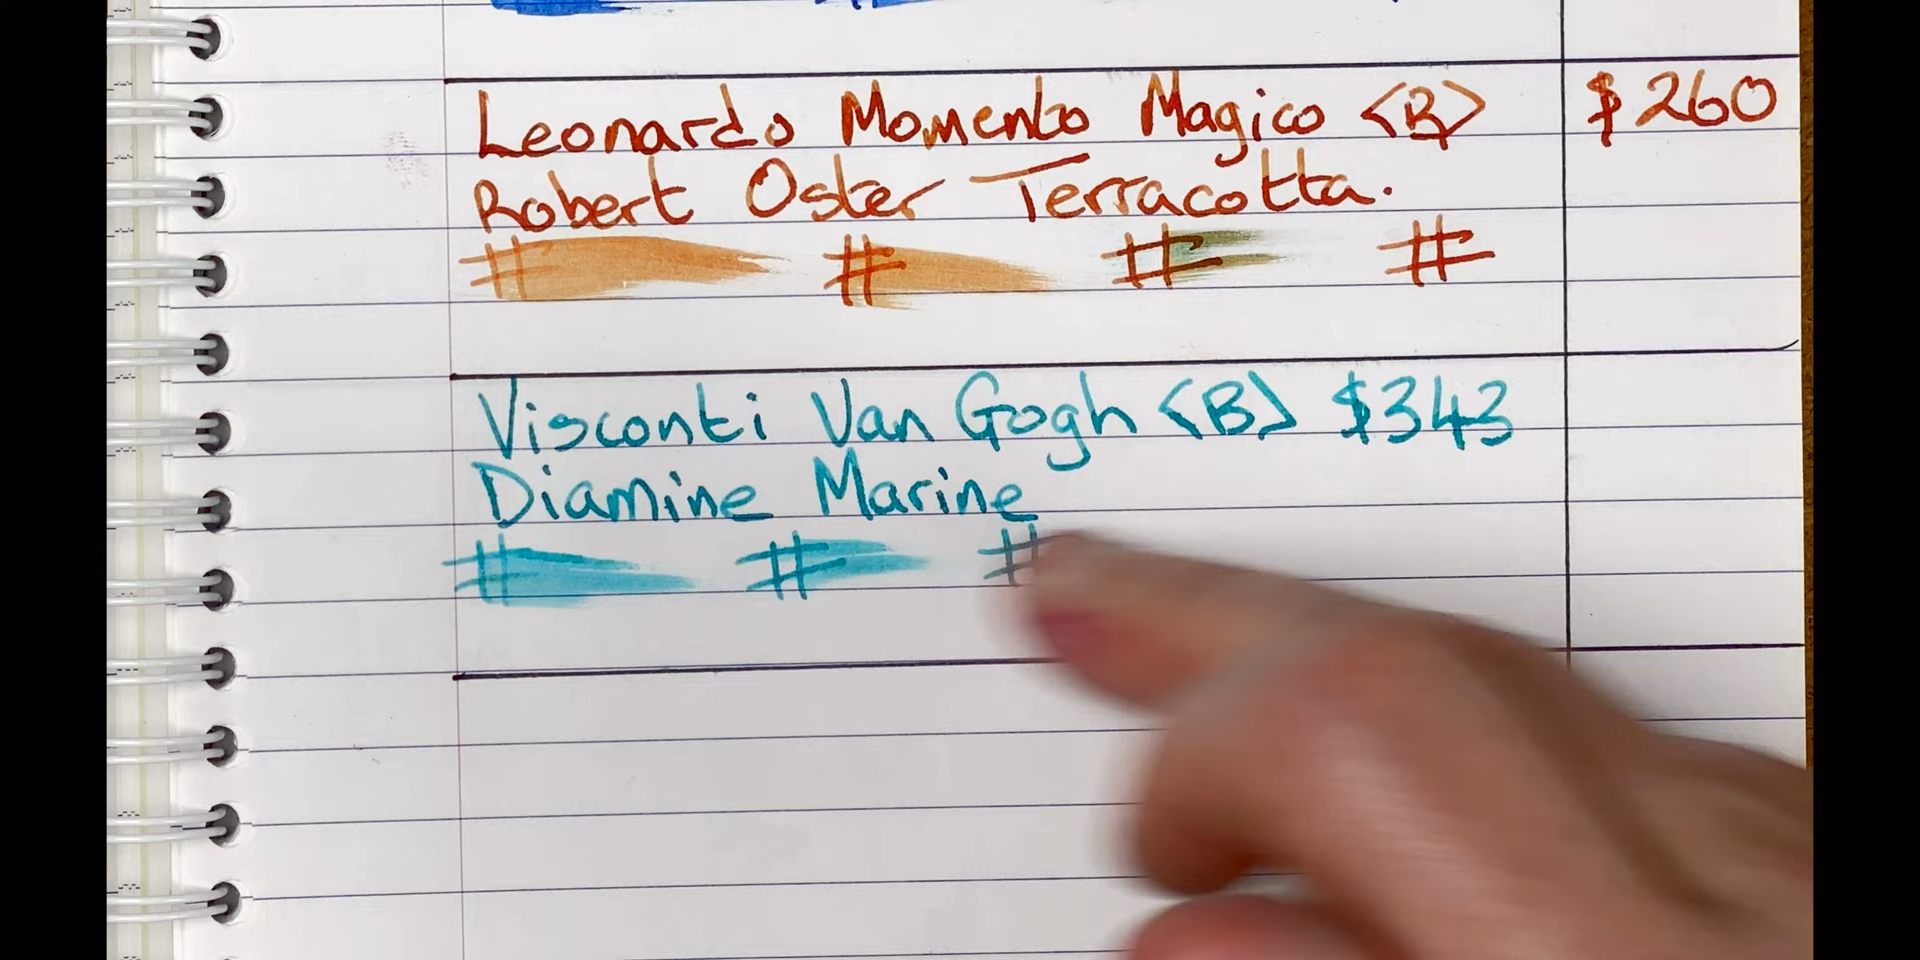 Leonardo Momento Magico <B> $260
Robert Oster Terracotta.
# # # #
Visconti Van Gogh <B> $343
Diamine Marine
# # #